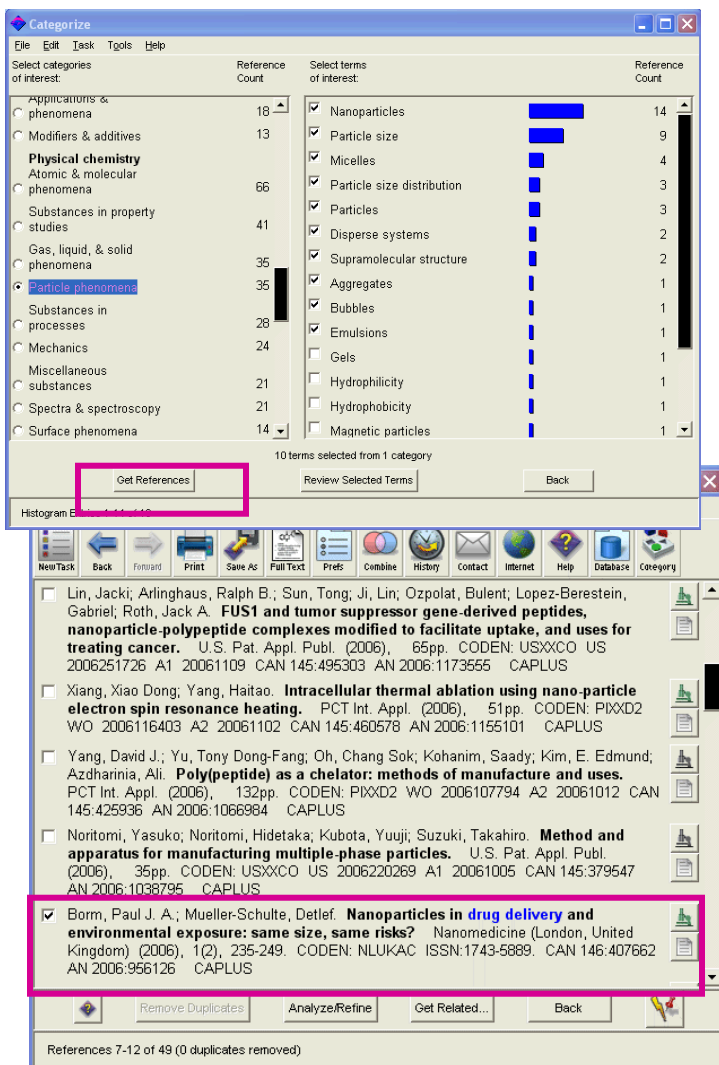 Categorize
File Edit Task Tools Help
Select categories of interest: Reference Count
Select terms of interest: Reference Count
Applications & phenomena 18
Modifiers & additives 13
Physical chemistry
Atomic & molecular phenomena 66
Substances in property studies 41
Gas, liquid, & solid phenomena 35
Particle phenomena 35
Substances in processes 28
Mechanics 24
Miscellaneous substances 21
Spectra & spectroscopy 21
Surface phenomena 14
Nanoparticles 14
Particle size 9
Micelles 4
Particle size distribution 3
Particles 3
Disperse systems 2
Supramolecular structure 2
Aggregates 1
Bubbles 1
Emulsions 1
Gels 1
Hydrophilicity 1
Hydrophobicity 1
Magnetic particles 1
10 terms selected from 1 category
Get References Review Selected Terms Back
Histogram
New Task Back Forward Print Save As Full Text Prefs Combine History Contact Internet Help Database Category
Lin, Jacki; Arlinghaus, Ralph B.; Sun, Tong; Ji, Lin; Ozpolat, Bulent; Lopez-Berestein,
Gabriel; Roth, Jack A. FUS1 and tumor suppressor gene-derived peptides,
nanoparticle-polypeptide complexes modified to facilitate uptake, and uses for
treating cancer. U.S. Pat. Appl. Publ. (2006), 65pp. CODEN: USXXCO US
2006251726 A1 20061109 CAN 145:495303 AN 2006:1173555 CAPLUS
Xiang, Xiao Dong; Yang, Haitao. Intracellular thermal ablation using nano-particle
electron spin resonance heating. PCT Int. Appl. (2006), 51pp. CODEN: PIXXD2
WO 2006116403 A2 20061102 CAN 145:460578 AN 2006:1155101 CAPLUS
Yang, David J.; Yu, Tony Dong-Fang; Oh, Chang Sok; Kohanim, Saady; Kim, E. Edmund;
Azdharinia, Ali. Poly(peptide) as a chelator: methods of manufacture and uses.
PCT Int. Appl. (2006), 132pp. CODEN: PIXXD2 WO 2006107794 A2 20061012 CAN
145:425936 AN 2006:1066984 CAPLUS
Noritomi, Yasuko; Noritomi, Hidetaka; Kubota, Yuuji; Suzuki, Takahiro. Method and
apparatus for manufacturing multiple-phase particles. U.S. Pat. Appl. Publ.
(2006), 35pp. CODEN: USXXCO US 2006220269 A1 20061005 CAN 145:379547
AN 2006:1038795 CAPLUS
Borm, Paul J. A.; Mueller-Schulte, Detlef. Nanoparticles in drug delivery and
environmental exposure: same size, same risks? Nanomedicine (London, United
Kingdom) (2006), 1(2), 235-249. CODEN: NLUKAC ISSN:1743-5889. CAN 146:407662
AN 2006:956126 CAPLUS
Remove Duplicates Analyze/Refine Get Related... Back
References 7-12 of 49 (0 duplicates removed)